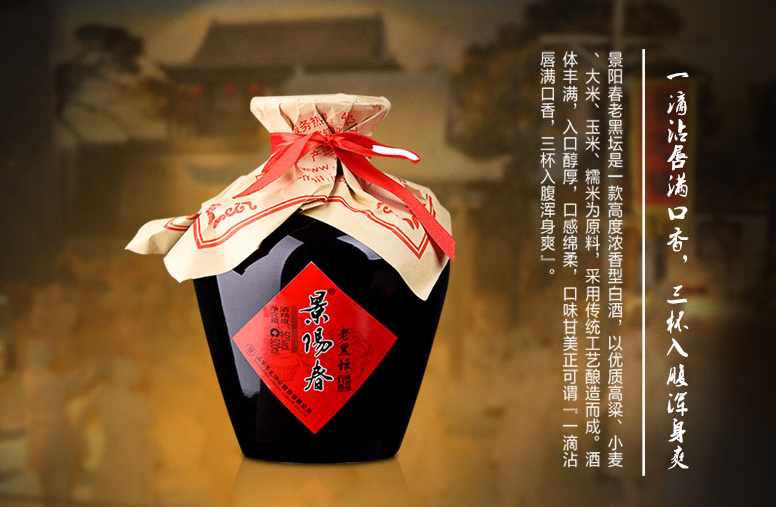 一滴沾唇满口香，三杯入腹浑身爽
景阳春老黑坛是一款高度浓香型白酒，以优质高粱、小麦
、大米、玉米、糯米为原料，采用传统工艺酿造而成。酒
体丰满，入口醇厚，口感绵柔，口味甘美正可谓『一滴沾
唇满口香，三杯入腹浑身爽』。
景陽春®
老黑坛